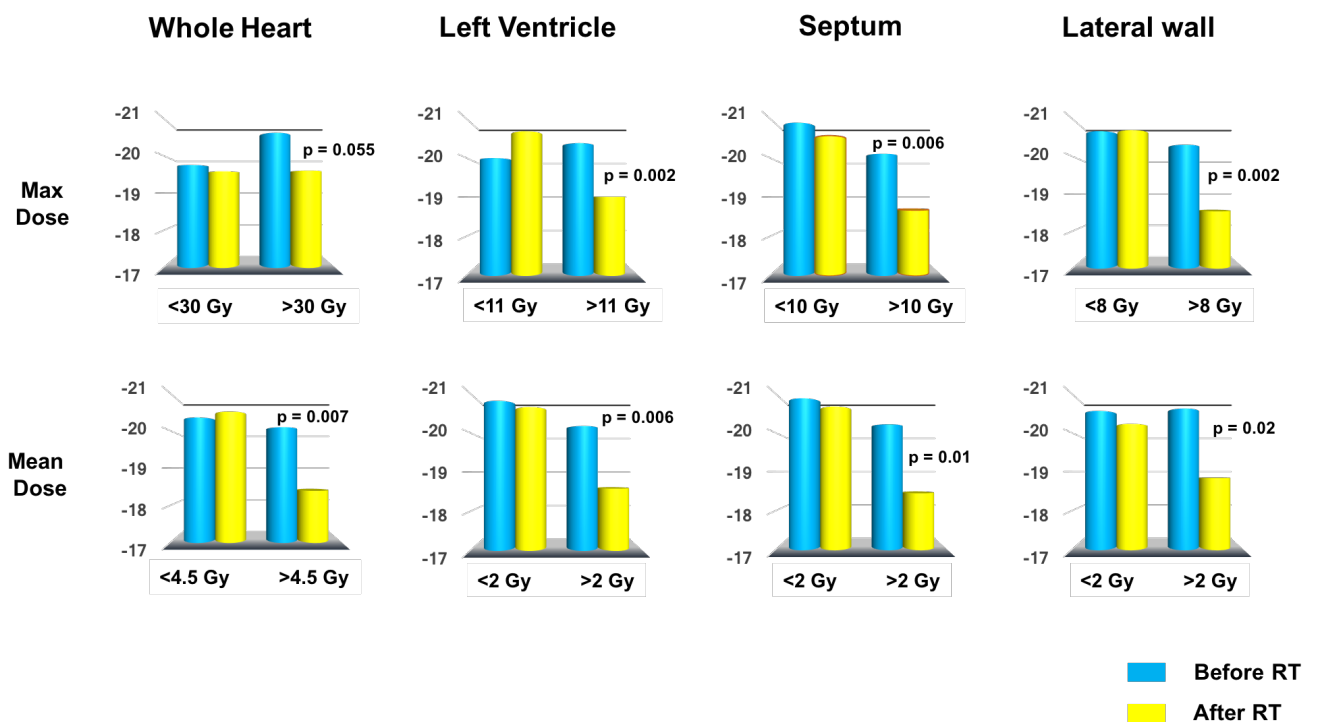 Whole Heart Left Ventricle Septum Lateral wall
Max
Dose
-21
-20
-19
-18
-17
p = 0.055
<30 Gy >30 Gy
-21
-20
-19
-18
-17
p = 0.002
<11 Gy >11 Gy
-21
-20
-19
-18
-17
p = 0.006
<10 Gy >10 Gy
-21
-20
-19
-18
-17
p = 0.002
<8 Gy >8 Gy
Mean
Dose
-21
-20
-19
-18
-17
p = 0.007
<4.5 Gy >4.5 Gy
-21
-20
-19
-18
-17
p = 0.006
<2 Gy >2 Gy
-21
-20
-19
-18
-17
p = 0.01
<2 Gy >2 Gy
-21
-20
-19
-18
-17
p = 0.02
<2 Gy >2 Gy
Before RT
After RT